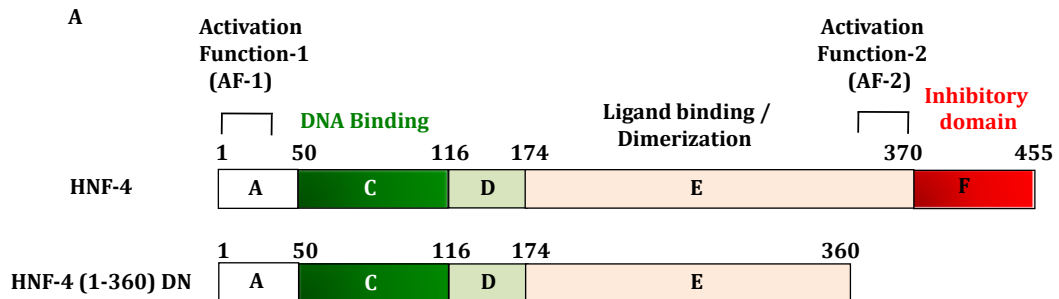 A
Activation
Function-1
(AF-1)
Activation
Function-2
(AF-2)
DNA Binding
Ligand binding /
Dimerization
Inhibitory
domain
1 50 116 174 370 455
HNF-4 A C D E F
1 50 116 174 360
HNF-4 (1-360) DN A C D E